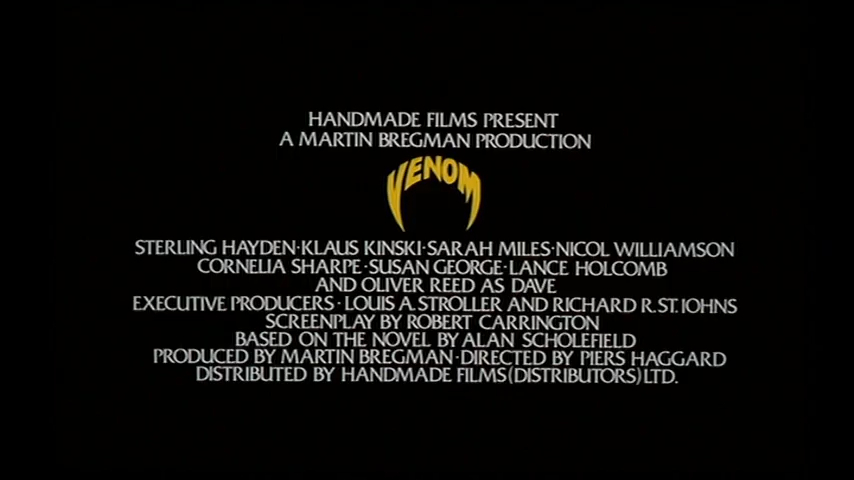 HANDMADE FILMS PRESENT
A MARTIN BREGMAN PRODUCTION
VENOM
STERLING HAYDEN·KLAUS KINSKI·SARAH MILES·NICOL WILLIAMSON
CORNELIA SHARPE·SUSAN GEORGE·LANCE HOLCOMB
AND OLIVER REED AS DAVE
EXECUTIVE PRODUCERS·LOUIS A.STROLLER AND RICHARD R.ST.JOHNS
SCREENPLAY BY ROBERT CARRINGTON
BASED ON THE NOVEL BY ALAN SCHOLEFIELD
PRODUCED BY MARTIN BREGMAN·DIRECTED BY PIERS HAGGARD
DISTRIBUTED BY HANDMADE FILMS(DISTRIBUTORS)LTD.